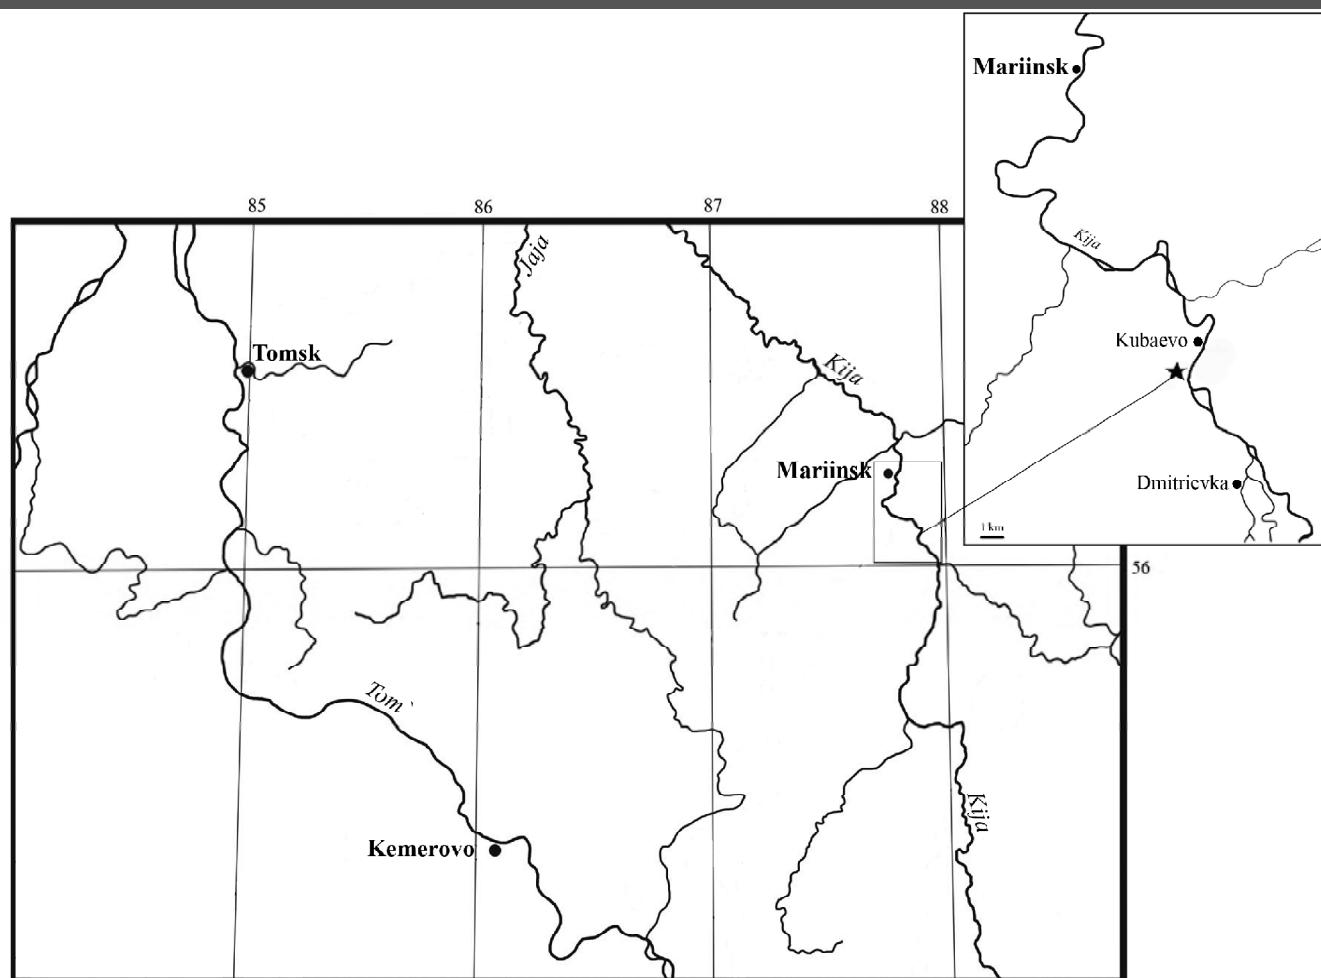 Mariinsk
Kija
Kubaevo
Dmitrievka
1 km
85
86
87
88
Jaja
Tomsk
Kija
Mariinsk
56
Tom`
Kija
Kemerovo